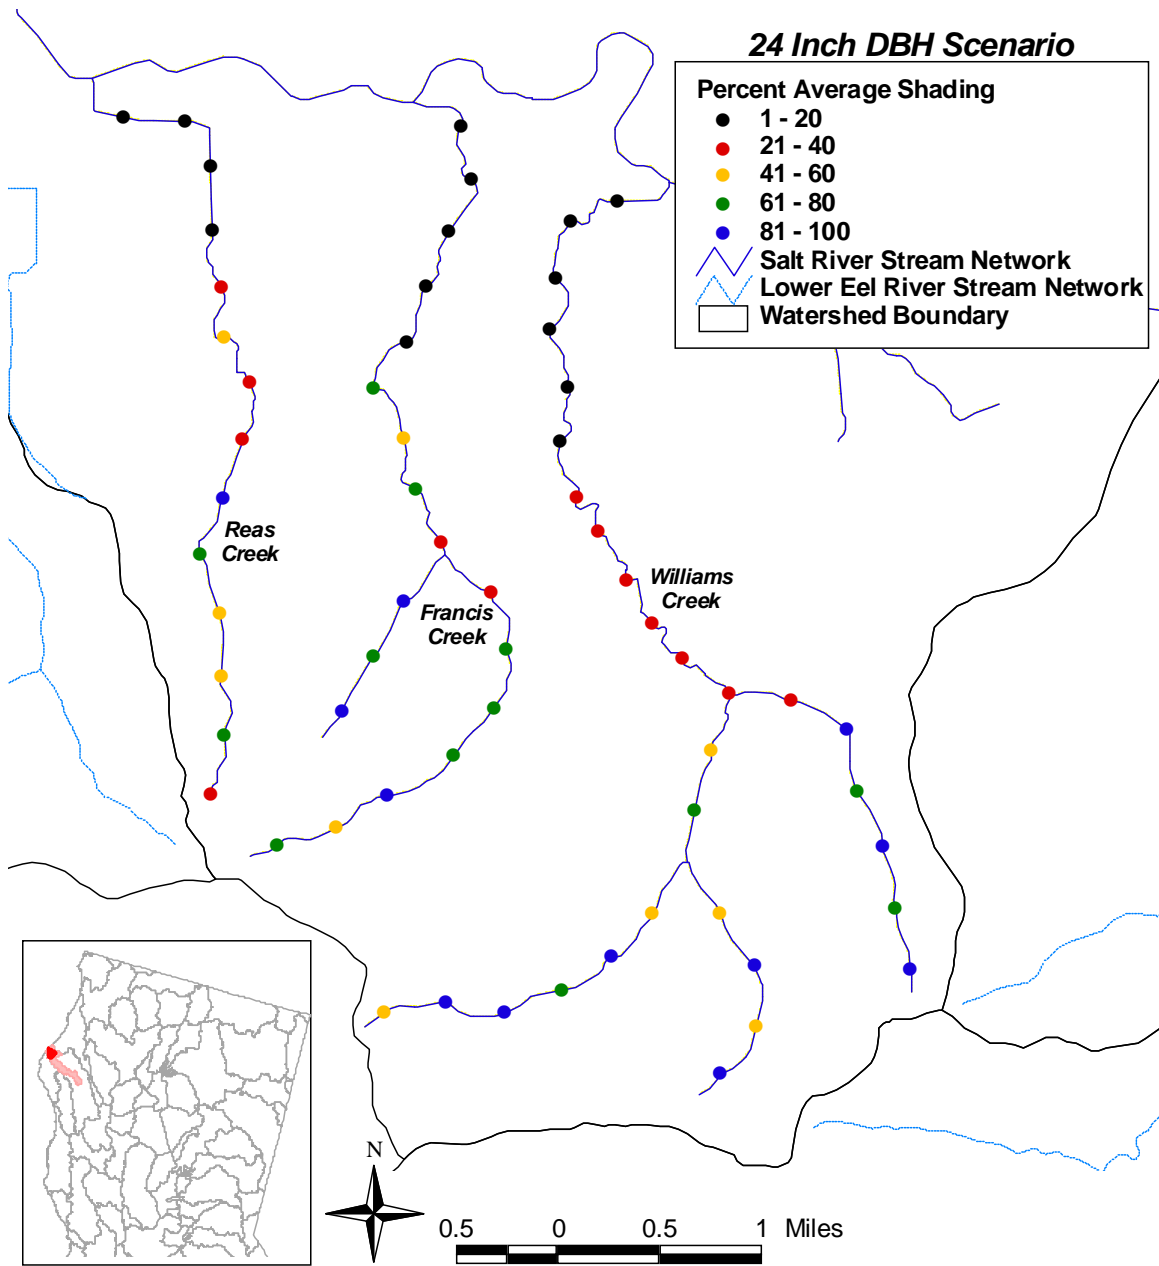 24 Inch DBH Scenario
Percent Average Shading
1 - 20
21 - 40
41 - 60
61 - 80
81 - 100
Salt River Stream Network
Lower Eel River Stream Network
Watershed Boundary
Reas
Creek
Francis
Creek
Williams
Creek
N
0.5 0 0.5 1 Miles